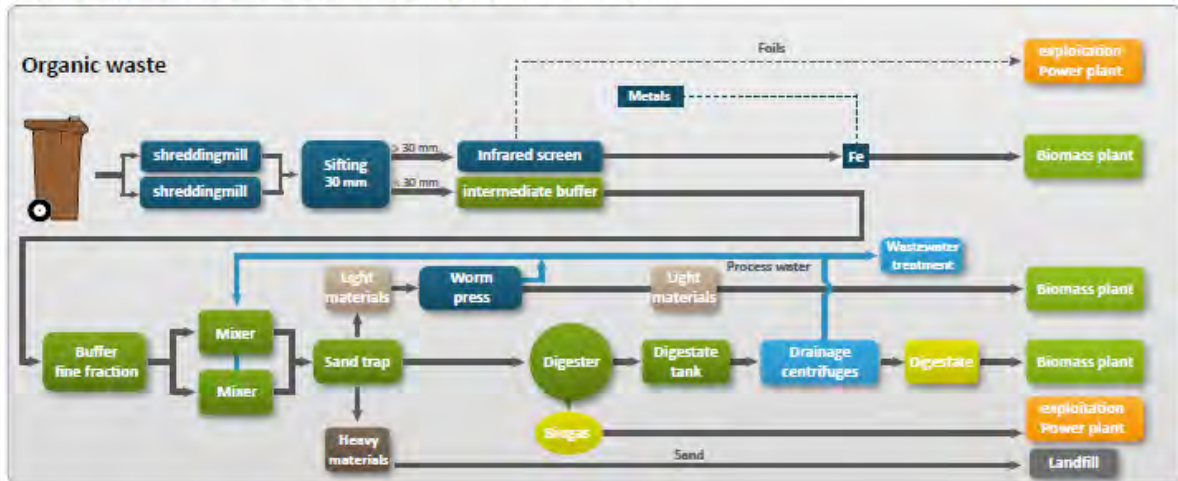 Foils
exploitation
Power plant
Organic waste
Metals
shreddingmill
shreddingmill
Sifting
30 mm
> 30 mm
< 30 mm
Infrared screen
intermediate buffer
Fe
Biomass plant
Wastewater
treatment
Process water
Light
materials
Worm
press
Light
materials
Biomass plant
Mixer
Mixer
Buffer
fine fraction
Sand trap
Digester
Digestate
tank
Drainage
centrifuges
Digestate
Biomass plant
Biogas
exploitation
Power plant
Heavy
materials
Sand
Landfill